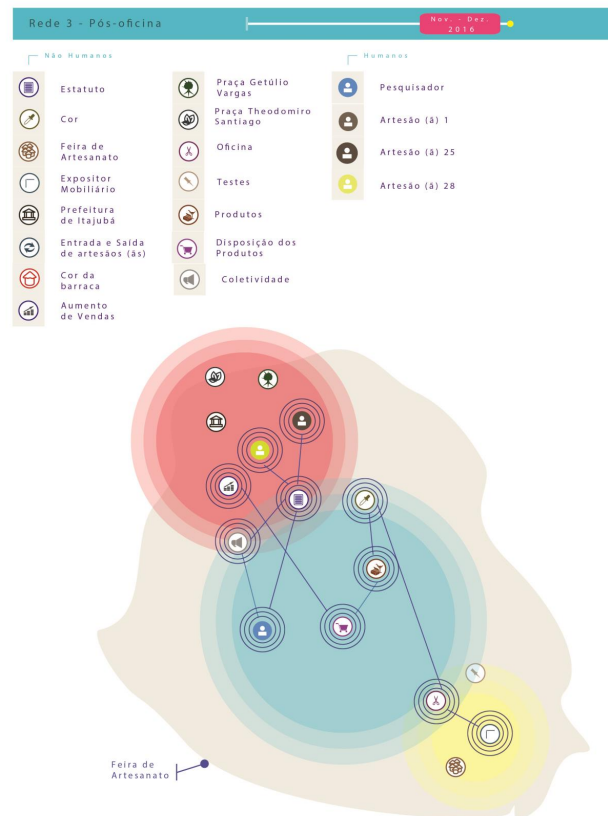 Rede 3 - Pós-oficina
Nov. - Dez.
2016
Não Humanos
Estatuto
Cor
Feira de
Artesanato
Expositor
Mobiliário
Prefeitura
de Itajubá
Entrada e Saída
de artesãos (ãs)
Cor da
barraca
Aumento
de Vendas
Praça Getúlio
Vargas
Praça Theodomiro
Santiago
Oficina
Testes
Produtos
Disposição dos
Produtos
Coletividade
Humanos
Pesquisador
Artesão (ã) 1
Artesão (ã) 25
Artesão (ã) 28
Feira de
Artesanato